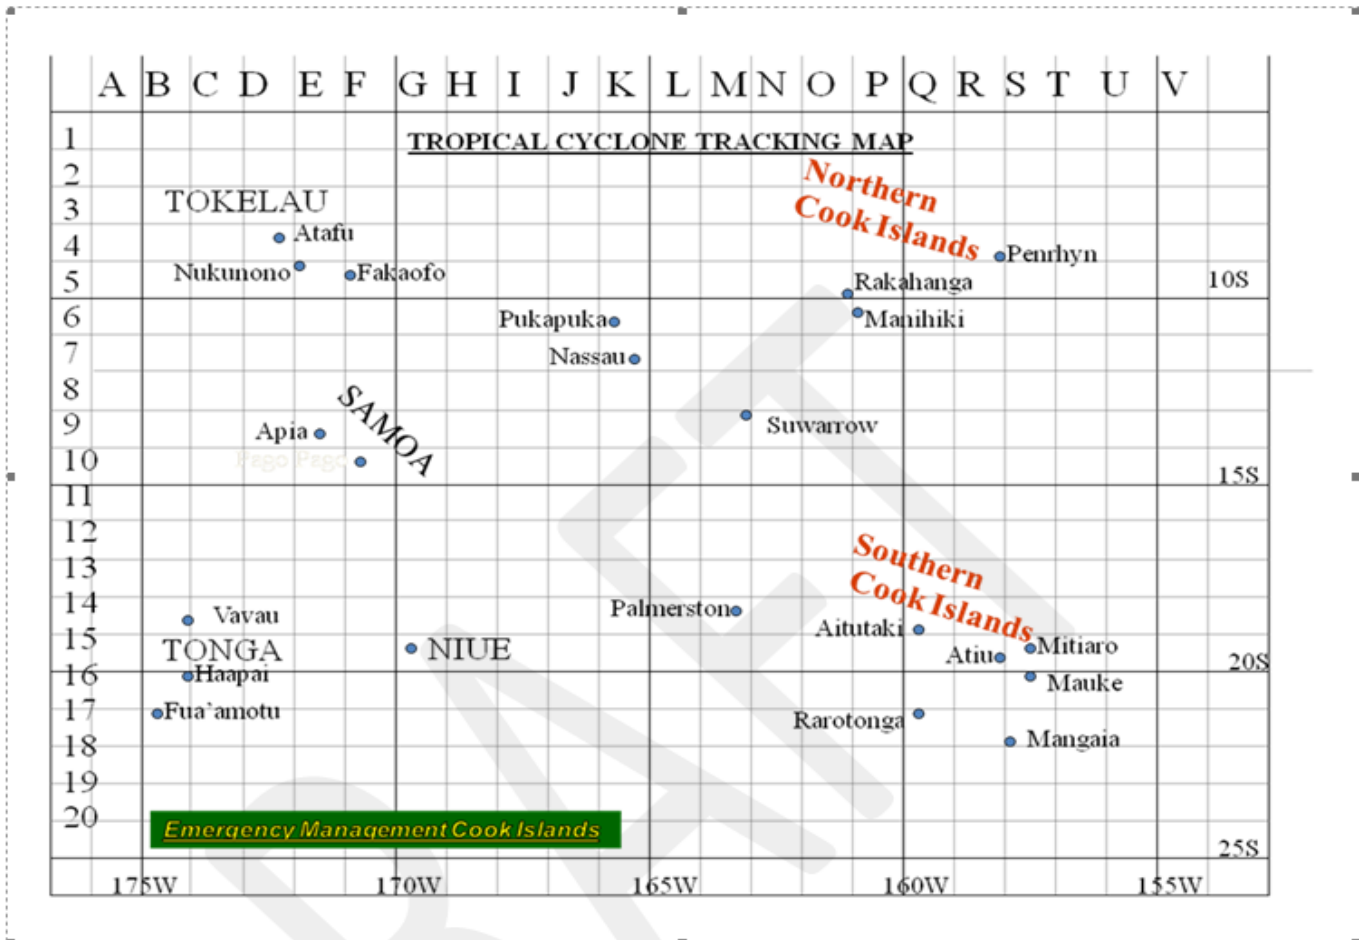 A B C D E F G H I J K L M N O P Q R S T U V
1
TROPICAL CYCLONE TRACKING MAP
2
Northern
TOKELAU
3
Cook Islands
Atafu
4
Penrhyn
Nukunono
Fakaofo
5
Rakahanga
10S
6
Pukapuka
Manihiki
7
Nassau
8
SAMOA
9
Apia
Suwarrow
10
Pago Pago
15S
11
12
Southern
13
Cook Islands
14
Palmerston
Vavau
Aitutaki
15
TONGA
NIUE
Atiu
Mitiaro
20S
16
Haapai
Mauke
17
Fua`amotu
Rarotonga
18
Mangaia
19
20
Emergency Management Cook Islands
25S
175W 170W 165W 160W 155W